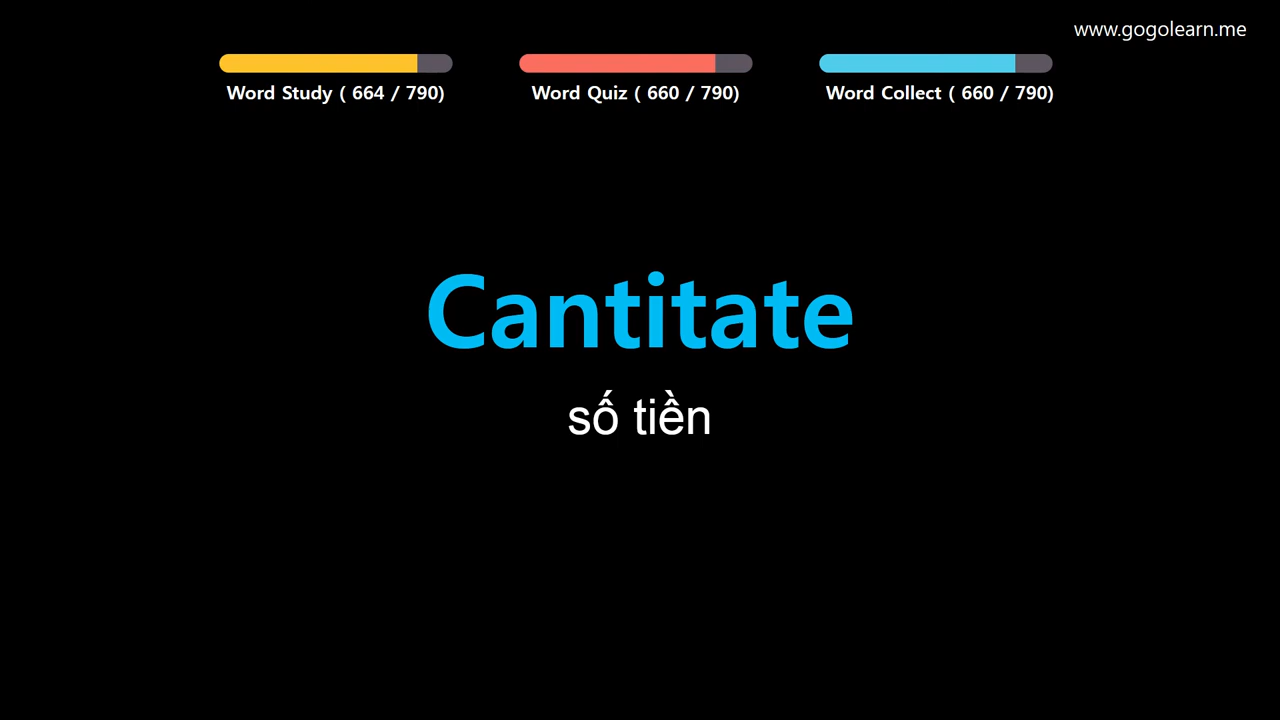 www.gogolearn.me
Word Study ( 664 / 790)
Word Quiz ( 660 / 790)
Word Collect ( 660 / 790)
Cantitate
số tiền